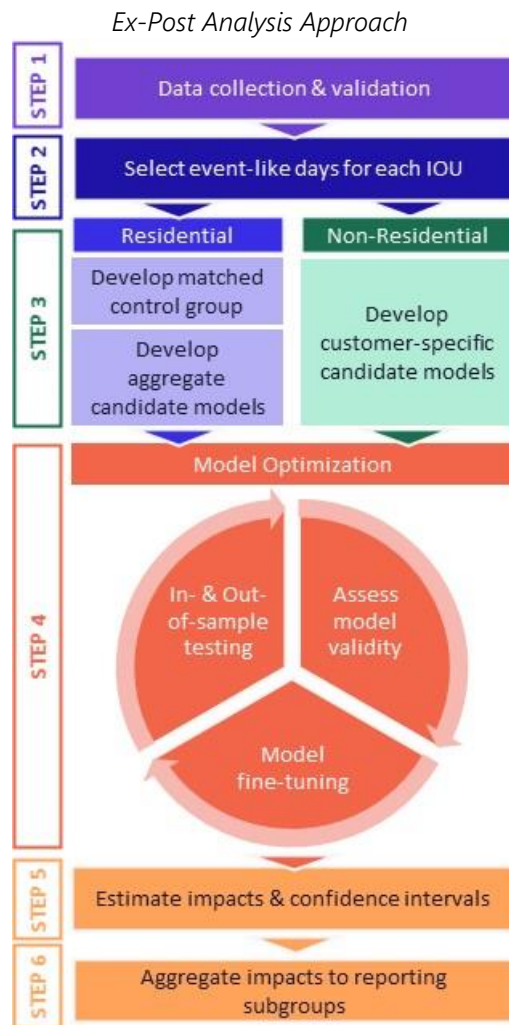 Ex-Post Analysis Approach
STEP 1
Data collection & validation
STEP 2
Select event-like days for each IOU
STEP 3
Residential
Develop matched
control group
Develop
aggregate
candidate models
Non-Residential
Develop
customer-specific
candidate models
STEP 4
Model Optimization
In- & Out-
of-sample
testing
Assess
model
validity
Model
fine-tuning
STEP 5
Estimate impacts & confidence intervals
STEP 6
Aggregate impacts to reporting
subgroups